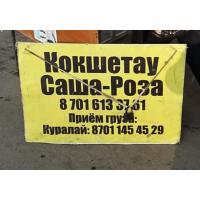 Кокшетау
Саша-Роза
8 701 613 31 61
Приём груза:
Куралай: 8701 145 45 29